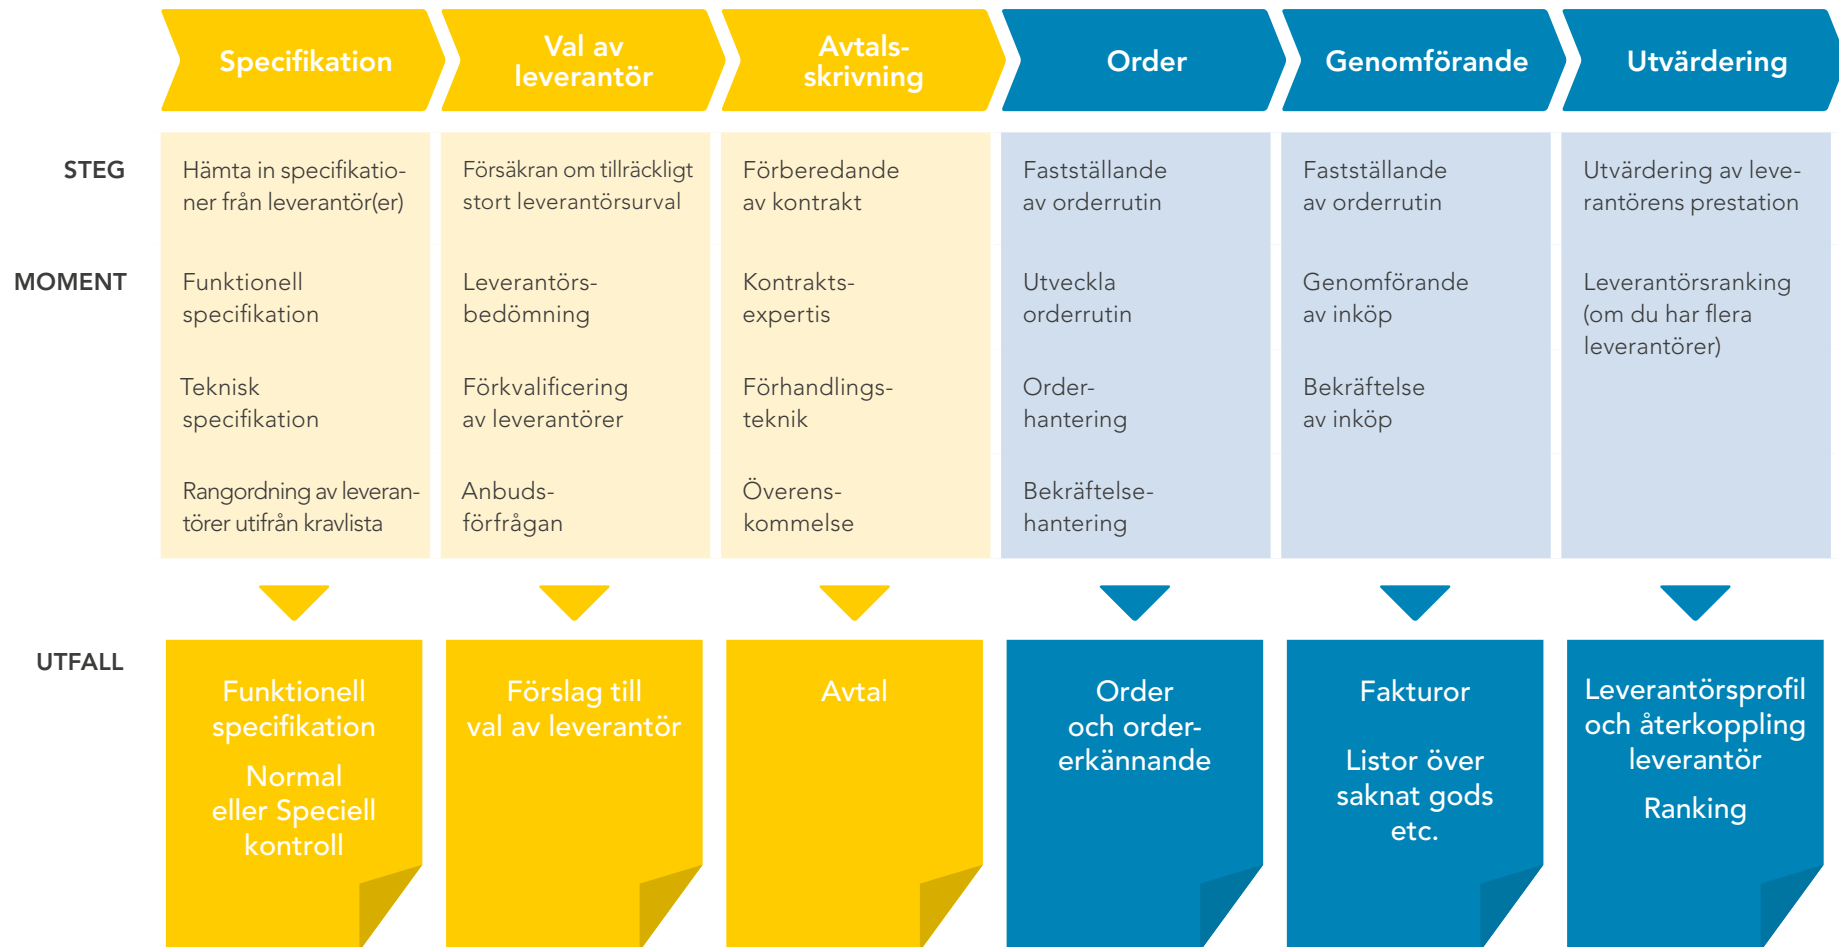 Specifikation
Val av
leverantör
Avtals-
skrivning
Order
Genomförande
Utvärdering
STEG
Hämta in specifikatio-
ner från leverantör(er)
Försäkran om tillräckligt
stort leverantörsurval
Förberedande
av kontrakt
Fastställande
av orderrutin
Fastställande
av orderrutin
Utvärdering av leve-
rantörens prestation
MOMENT
Funktionell
specifikation
Leverantörs-
bedömning
Kontrakts-
expertis
Utveckla
orderrutin
Genomförande
av inköp
Leverantörsranking
(om du har flera
leverantörer)
Teknisk
specifikation
Förkvalificering
av leverantörer
Förhandlings-
teknik
Order-
hantering
Bekräftelse
av inköp
Rangordning av leveran-
törer utifrån kravlista
Anbuds-
förfrågan
Överens-
kommelse
Bekräftelse-
hantering
UTFALL
Funktionell
specifikation
Normal
eller Speciell
kontroll
Förslag till
val av leverantör
Avtal
Order
och order-
erkännande
Fakturor
Listor över
saknat gods
etc.
Leverantörsprofil
och återkoppling
leverantör
Ranking